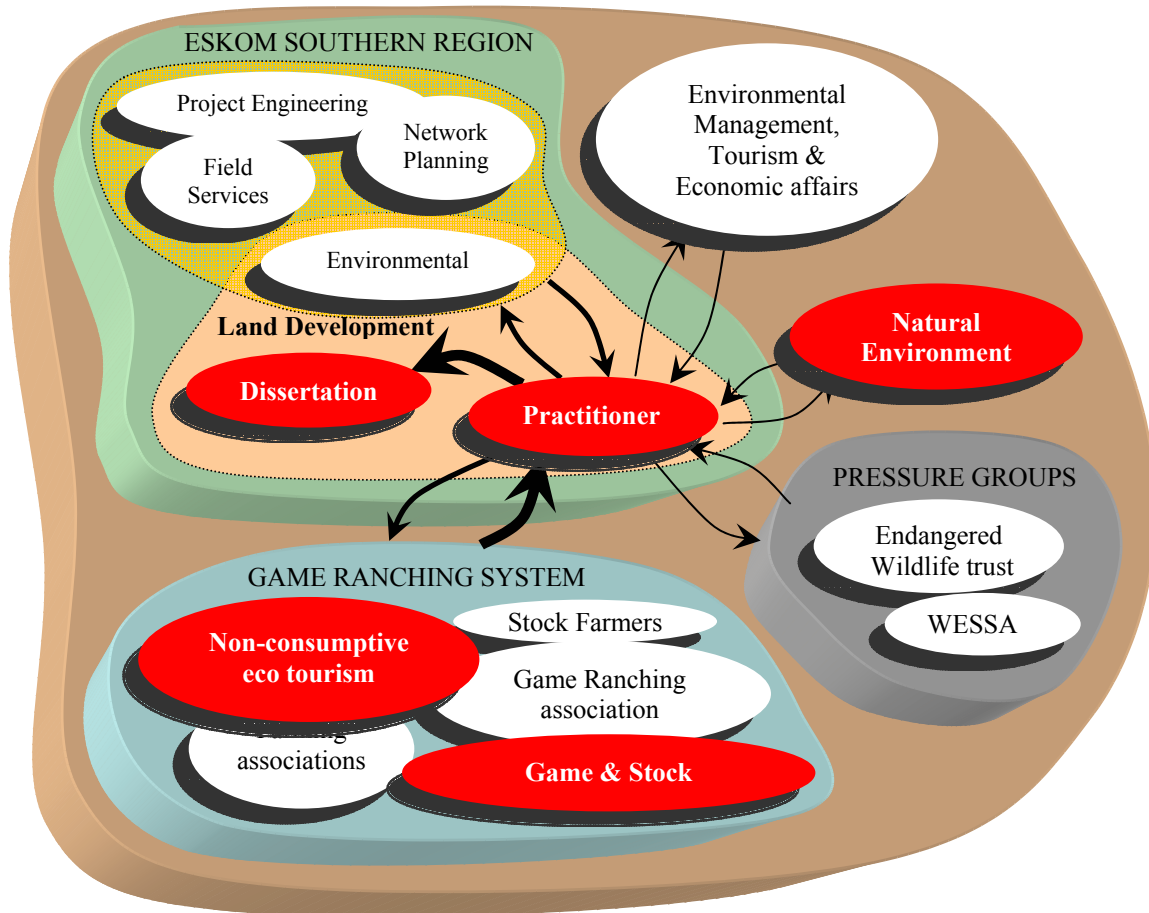 ESKOM SOUTHERN REGION
Project Engineering
Network
Planning
Field
Services
Environmental
Land Development
Dissertation
Practitioner
Environmental
Management,
Tourism &
Economic affairs
Natural
Environment
PRESSURE GROUPS
Endangered
Wildlife trust
WESSA
GAME RANCHING SYSTEM
Non-consumptive
eco tourism
Stock Farmers
Game Ranching
association
associations
Game & Stock